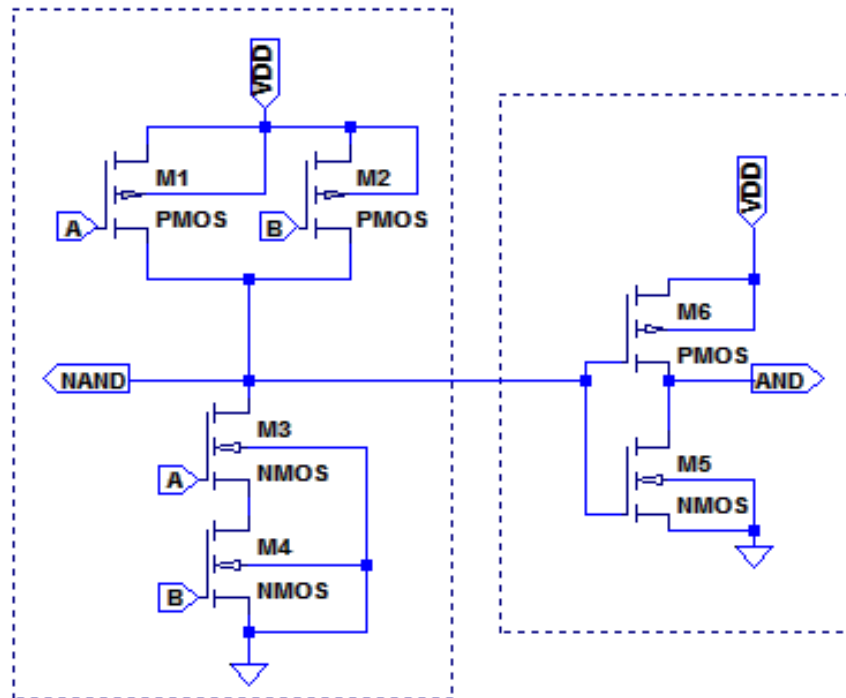 VDD
M1
M2
A
PMOS
B
PMOS
VDD
M6
PMOS
NAND
AND
M3
A
NMOS
M5
NMOS
M4
B
NMOS